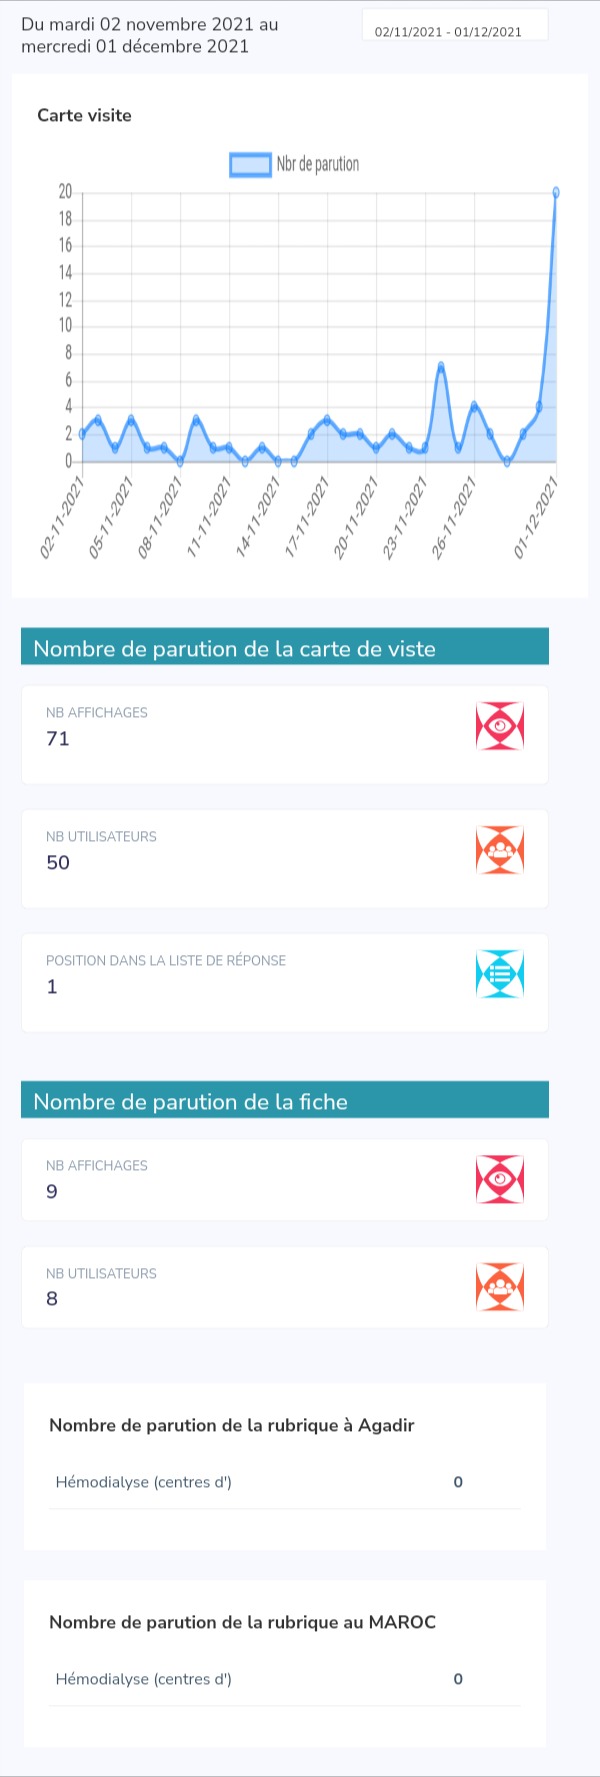 Du mardi 02 novembre 2021 au
mercredi 01 décembre 2021
02/11/2021 - 01/12/2021
Carte visite
Nbr de parution
20
18
16
14
12
10
8
6
4
2
0
02-11-2021
05-11-2021
08-11-2021
11-11-2021
14-11-2021
17-11-2021
20-11-2021
23-11-2021
26-11-2021
01-12-2021
Nombre de parution de la carte de viste
NB AFFICHAGES
71
NB UTILISATEURS
50
POSITION DANS LA LISTE DE RÉPONSE
1
Nombre de parution de la fiche
NB AFFICHAGES
9
NB UTILISATEURS
8
Nombre de parution de la rubrique à Agadir
Hémodialyse (centres d') 0
Nombre de parution de la rubrique au MAROC
Hémodialyse (centres d') 0